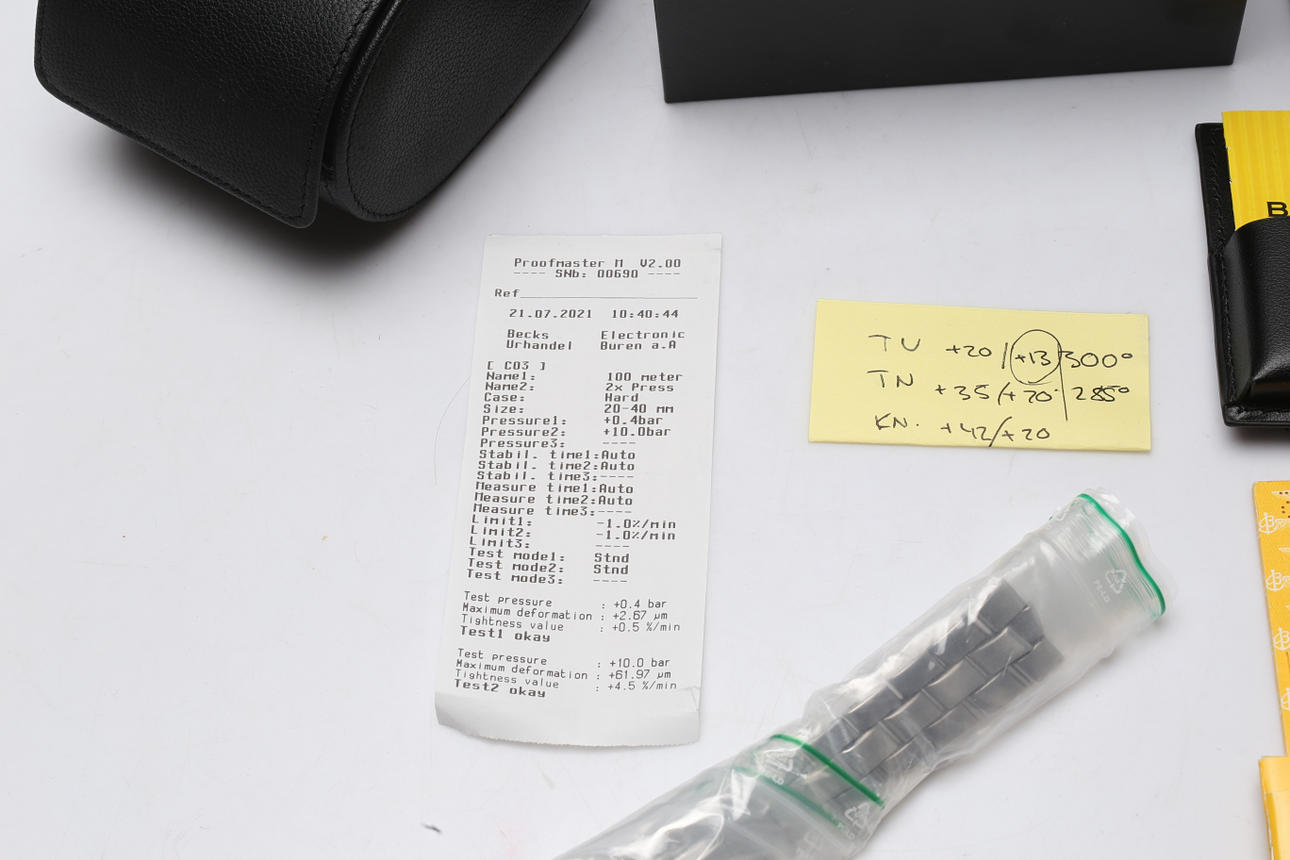 Proofmaster M V2.00
---- SNb: 00690 ----
Ref
21.07.2021 10:40:44
Becks Electronic
Urhandel Buren a.A
[ C03 ]
Name1: 100 meter
Name2: 2x Press
Case: Hard
Size: 20-40 mm
Pressure1: +0.4bar
Pressure2: +10.0bar
Pressure3: ----
Stabil. time1:Auto
Stabil. time2:Auto
Stabil. time3:----
Measure time1:Auto
Measure time2:Auto
Measure time3:----
Limit1: -1.0%/min
Limit2: -1.0%/min
Limit3: ----
Test mode1: Stnd
Test mode2: Stnd
Test mode3: ----
Test pressure : +0.4 bar
Maximum deformation : +2.67 µm
Tightness value : +0.5 %/min
Test1 okay
Test pressure : +10.0 bar
Maximum deformation : +61.97 µm
Tightness value : +4.5 %/min
Test2 okay
TU +20/+13 300°
TN +35/+20 285°
KN. +42/+20
PE-LD
B